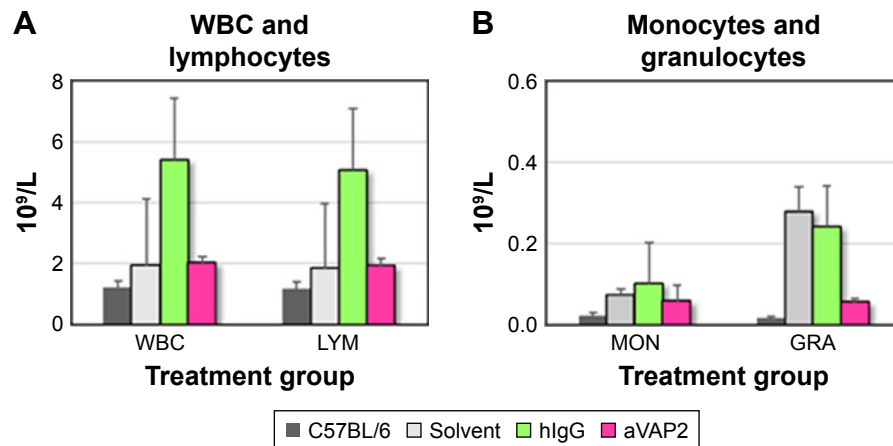 A
WBC and
lymphocytes
8
6
4
2
0
10⁹/L
WBC
LYM
Treatment group
B
Monocytes and
granulocytes
0.6
0.4
0.2
0.0
10⁹/L
MON
GRA
Treatment group
C57BL/6 Solvent hIgG aVAP2